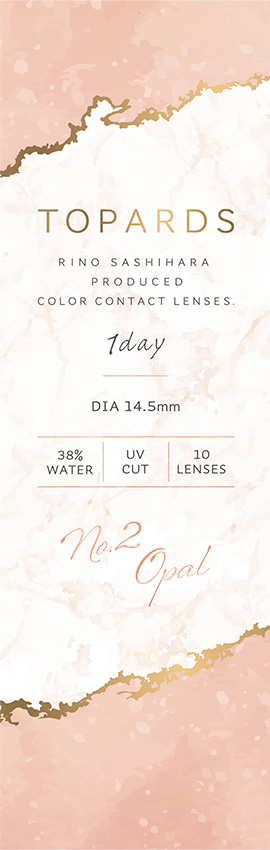 TOPARDS
RINO SASHIHARA
PRODUCED
COLOR CONTACT LENSES.
1day
DIA 14.5mm
38% WATER
UV CUT
10 LENSES
No.2
Opal